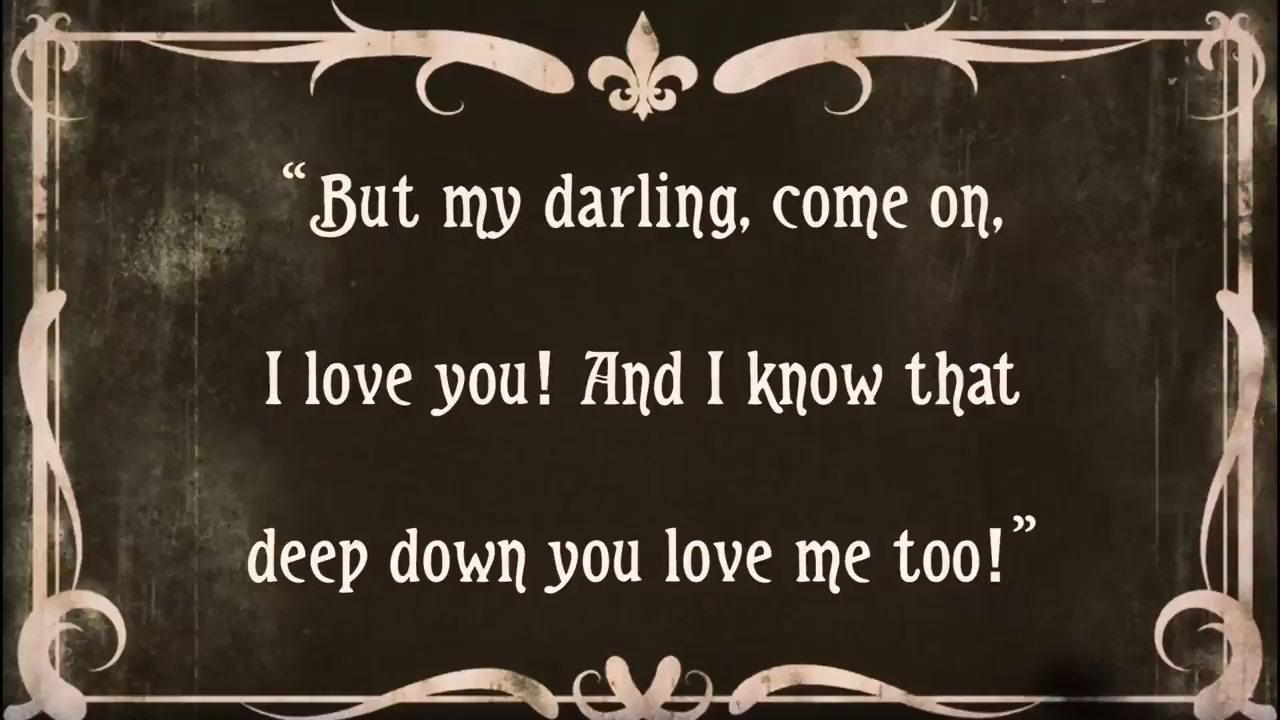 “But my darling, come on,
I love you! And I know that
deep down you love me too!”